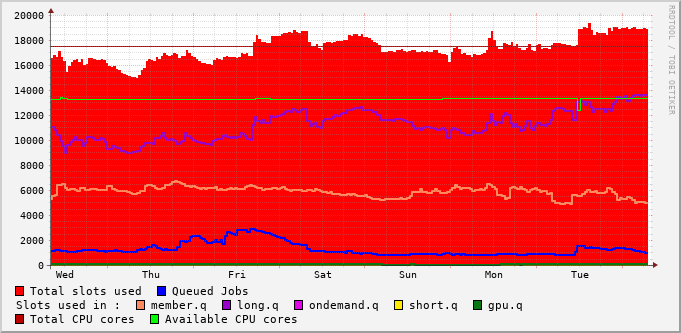 20000
18000
16000
14000
12000
10000
8000
6000
4000
2000
0
Wed Thu Fri Sat Sun Mon Tue
Total slots used Queued Jobs
Slots used in : member.q long.q ondemand.q short.q gpu.q
Total CPU cores Available CPU cores
RRDTOOL / TOBI OETIKER